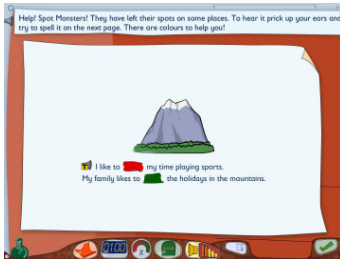 Help! Spot Monsters! They have left their spots on some places. To hear it prick up your ears and
try to spell it on the next page. There are colours to help you!
I like to my time playing sports.
My family likes to the holidays in the mountains.